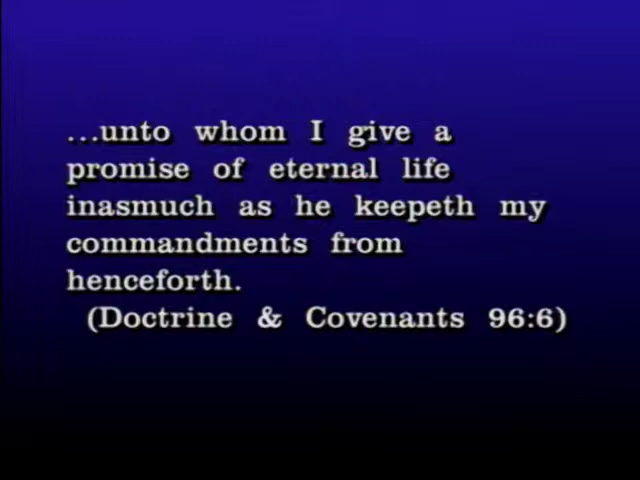 ...unto whom I give a
promise of eternal life
inasmuch as he keepeth my
commandments from
henceforth.
(Doctrine & Covenants 96:6)